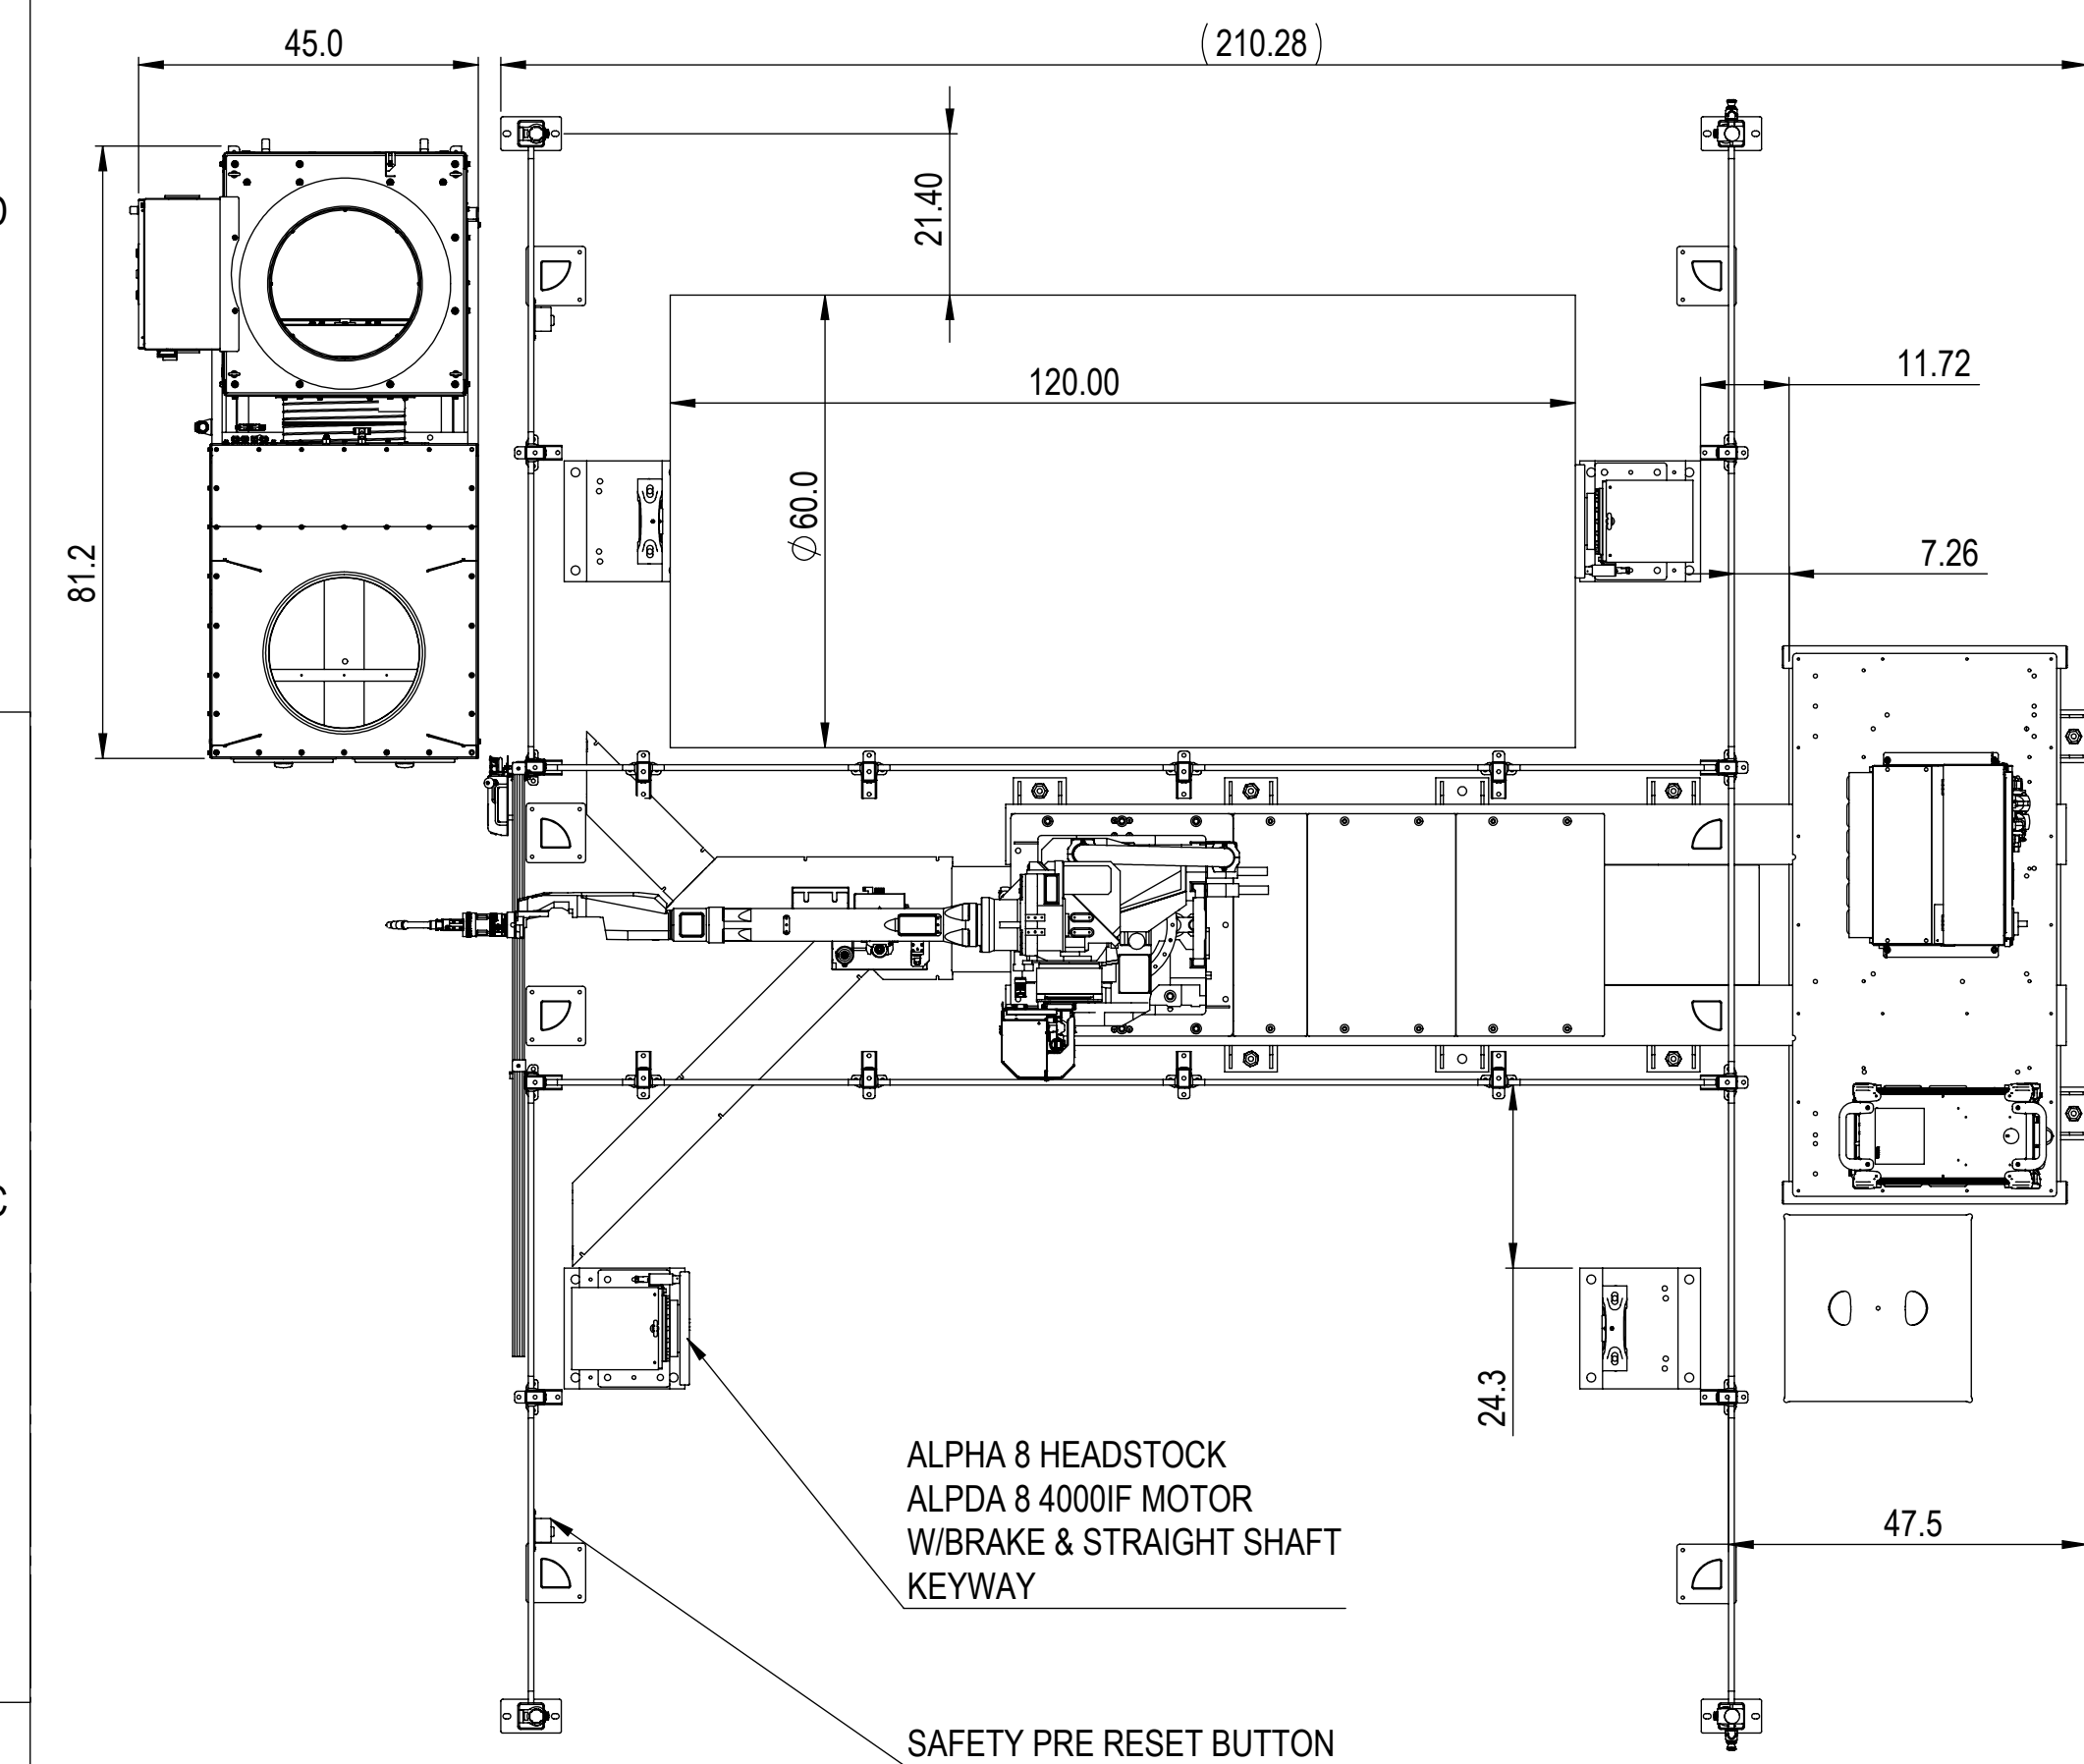 45.0
(210.28)
21.40
120.00
11.72
⌀ 60.0
7.26
81.2
24.3
ALPHA 8 HEADSTOCK
ALPDA 8 4000IF MOTOR
W/BRAKE & STRAIGHT SHAFT
KEYWAY
47.5
SAFETY PRE RESET BUTTON